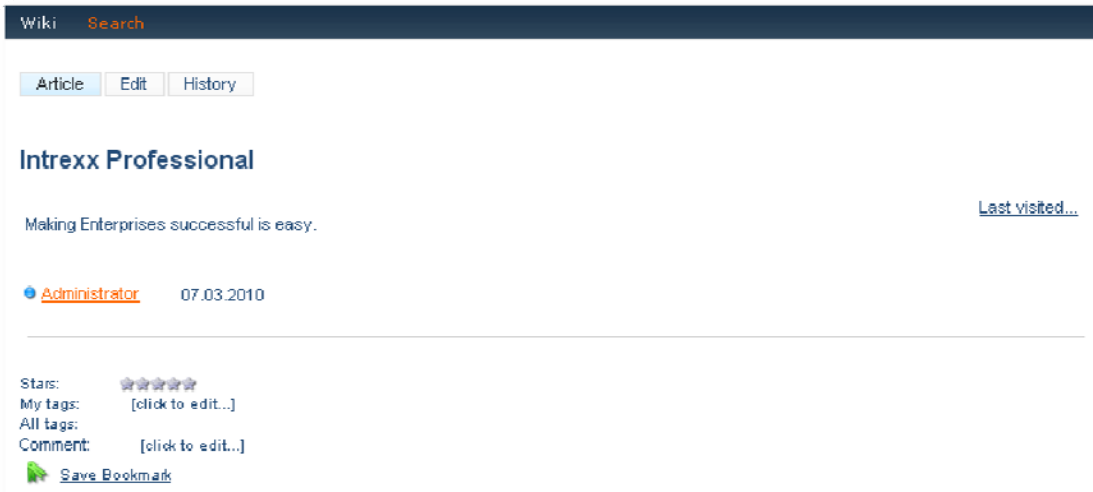 Wiki Search
Article Edit History
Intrexx Professional
Last visited...
Making Enterprises successful is easy.
Administrator 07.03.2010
Stars:
My tags: [click to edit...]
All tags:
Comment: [click to edit...]
Save Bookmark